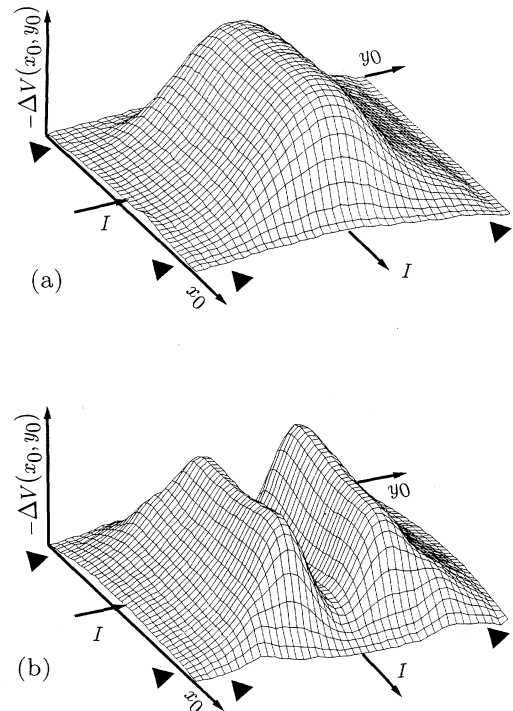 −ΔV(x₀, y₀)
y₀
I
I
x₀
(a)
−ΔV(x₀, y₀)
y₀
I
I
x₀
(b)